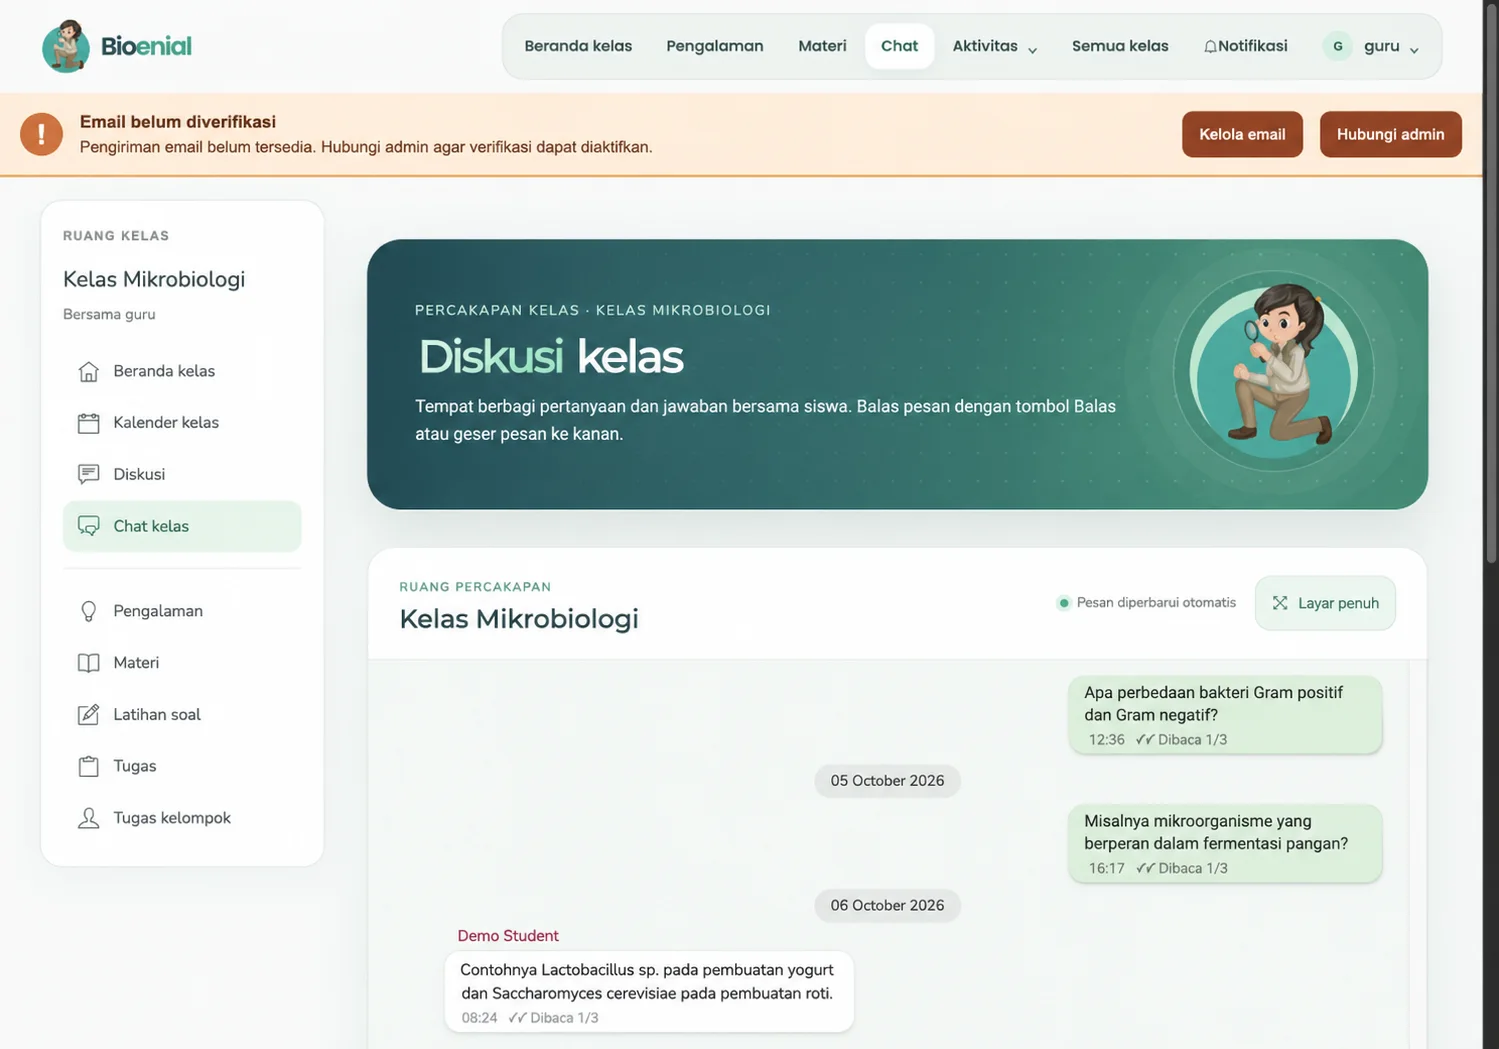 Bioenial
Beranda kelas
Pengalaman
Materi
Chat
Aktivitas
Semua kelas
Notifikasi
G
guru
!
Email belum diverifikasi
Pengiriman email belum tersedia. Hubungi admin agar verifikasi dapat diaktifkan.
Kelola email
Hubungi admin
RUANG KELAS
Kelas Mikrobiologi
Bersama guru
Beranda kelas
Kalender kelas
Diskusi
Chat kelas
Pengalaman
Materi
Latihan soal
Tugas
Tugas kelompok
PERCAKAPAN KELAS · KELAS MIKROBIOLOGI
Diskusi kelas
Tempat berbagi pertanyaan dan jawaban bersama siswa. Balas pesan dengan tombol Balas
atau geser pesan ke kanan.
RUANG PERCAKAPAN
Kelas Mikrobiologi
Pesan diperbarui otomatis
Layar penuh
Apa perbedaan bakteri Gram positif
dan Gram negatif?
12:36 ✓✓ Dibaca 1/3
05 October 2026
Misalnya mikroorganisme yang
berperan dalam fermentasi pangan?
16:17 ✓✓ Dibaca 1/3
06 October 2026
Demo Student
Contohnya Lactobacillus sp. pada pembuatan yogurt
dan Saccharomyces cerevisiae pada pembuatan roti.
08:24 ✓✓ Dibaca 1/3